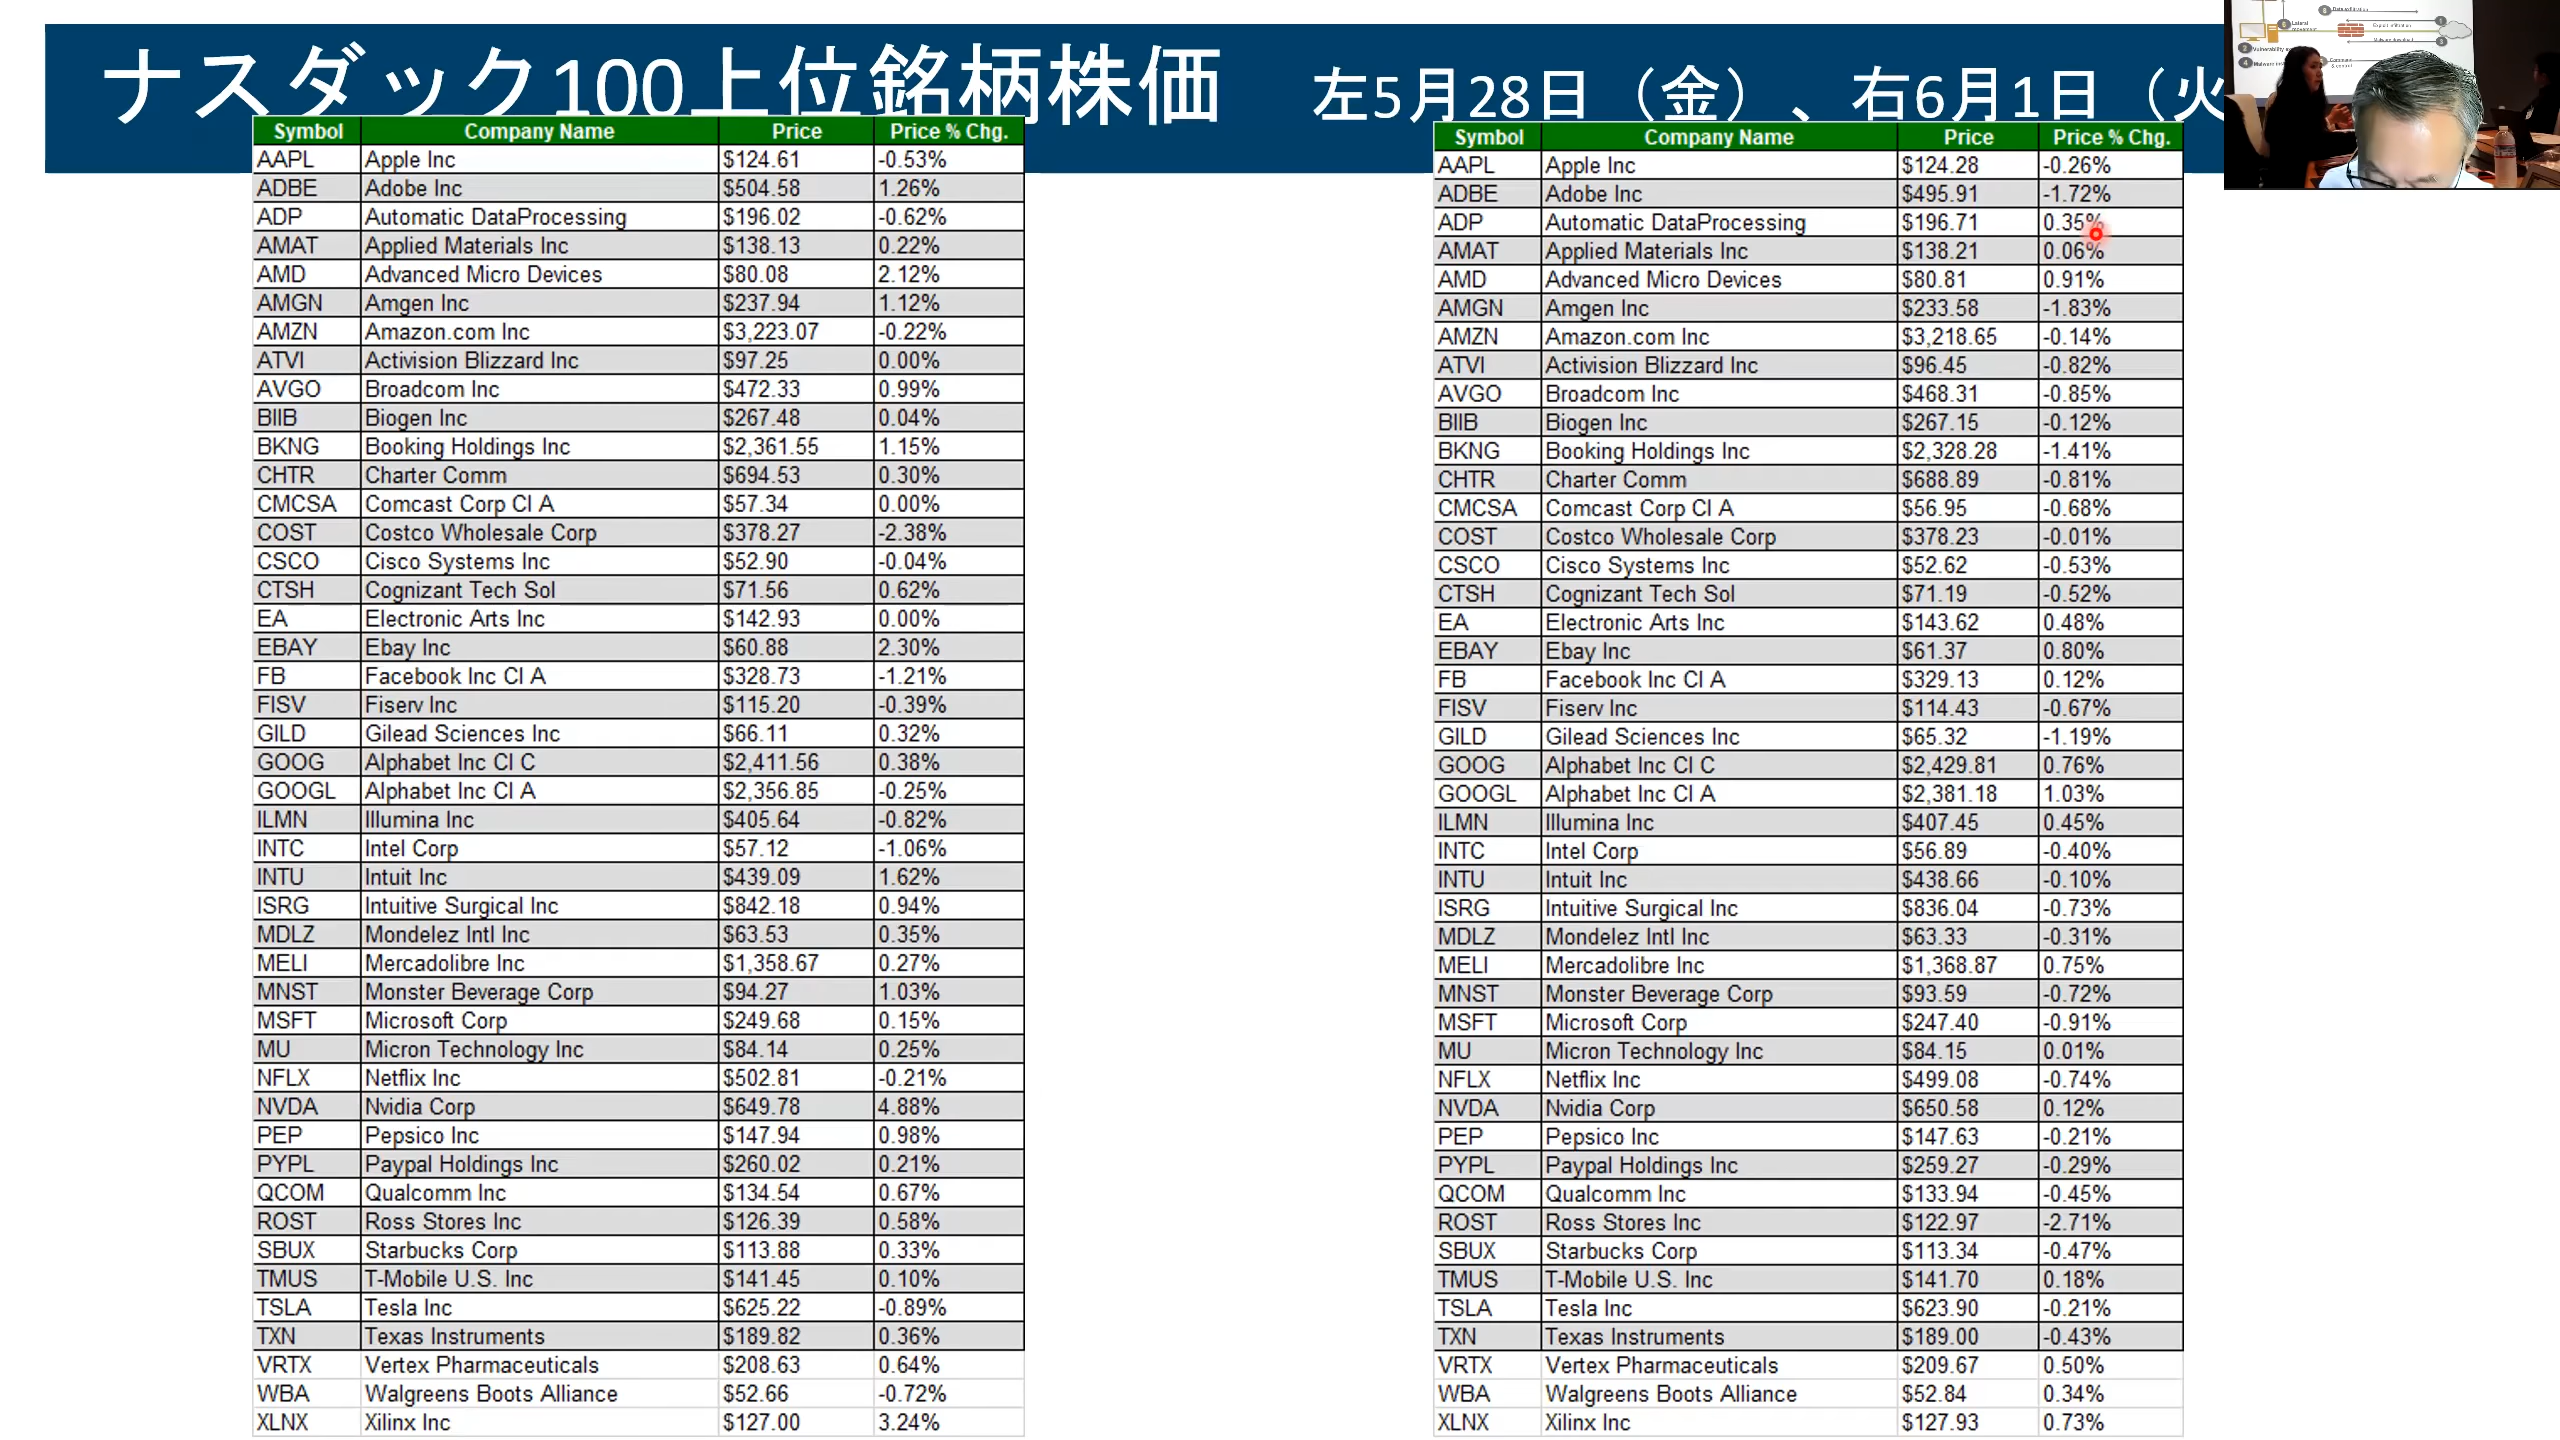 ナスダック100上位銘柄株価 左5月28日（金）、右6月1日（火
Symbol Company Name Price Price % Chg.
AAPL Apple Inc $124.61 -0.53%
ADBE Adobe Inc $504.58 1.26%
ADP Automatic DataProcessing $196.02 -0.62%
AMAT Applied Materials Inc $138.13 0.22%
AMD Advanced Micro Devices $80.08 2.12%
AMGN Amgen Inc $237.94 1.12%
AMZN Amazon.com Inc $3,223.07 -0.22%
ATVI Activision Blizzard Inc $97.25 0.00%
AVGO Broadcom Inc $472.33 0.99%
BIIB Biogen Inc $267.48 0.04%
BKNG Booking Holdings Inc $2,361.55 1.15%
CHTR Charter Comm $694.53 0.30%
CMCSA Comcast Corp Cl A $57.34 0.00%
COST Costco Wholesale Corp $378.27 -2.38%
CSCO Cisco Systems Inc $52.90 -0.04%
CTSH Cognizant Tech Sol $71.56 0.62%
EA Electronic Arts Inc $142.93 0.00%
EBAY Ebay Inc $60.88 2.30%
FB Facebook Inc Cl A $328.73 -1.21%
FISV Fiserv Inc $115.20 -0.39%
GILD Gilead Sciences Inc $66.11 0.32%
GOOG Alphabet Inc Cl C $2,411.56 0.38%
GOOGL Alphabet Inc Cl A $2,356.85 -0.25%
ILMN Illumina Inc $405.64 -0.82%
INTC Intel Corp $57.12 -1.06%
INTU Intuit Inc $439.09 1.62%
ISRG Intuitive Surgical Inc $842.18 0.94%
MDLZ Mondelez Intl Inc $63.53 0.35%
MELI Mercadolibre Inc $1,358.67 0.27%
MNST Monster Beverage Corp $94.27 1.03%
MSFT Microsoft Corp $249.68 0.15%
MU Micron Technology Inc $84.14 0.25%
NFLX Netflix Inc $502.81 -0.21%
NVDA Nvidia Corp $649.78 4.88%
PEP Pepsico Inc $147.94 0.98%
PYPL Paypal Holdings Inc $260.02 0.21%
QCOM Qualcomm Inc $134.54 0.67%
ROST Ross Stores Inc $126.39 0.58%
SBUX Starbucks Corp $113.88 0.33%
TMUS T-Mobile U.S. Inc $141.45 0.10%
TSLA Tesla Inc $625.22 -0.89%
TXN Texas Instruments $189.82 0.36%
VRTX Vertex Pharmaceuticals $208.63 0.64%
WBA Walgreens Boots Alliance $52.66 -0.72%
XLNX Xilinx Inc $127.00 3.24%
Symbol Company Name Price Price % Chg.
AAPL Apple Inc $124.28 -0.26%
ADBE Adobe Inc $495.91 -1.72%
ADP Automatic DataProcessing $196.71 0.35%
AMAT Applied Materials Inc $138.21 0.06%
AMD Advanced Micro Devices $80.81 0.91%
AMGN Amgen Inc $233.58 -1.83%
AMZN Amazon.com Inc $3,218.65 -0.14%
ATVI Activision Blizzard Inc $96.45 -0.82%
AVGO Broadcom Inc $468.31 -0.85%
BIIB Biogen Inc $267.15 -0.12%
BKNG Booking Holdings Inc $2,328.28 -1.41%
CHTR Charter Comm $688.89 -0.81%
CMCSA Comcast Corp Cl A $56.95 -0.68%
COST Costco Wholesale Corp $378.23 -0.01%
CSCO Cisco Systems Inc $52.62 -0.53%
CTSH Cognizant Tech Sol $71.19 -0.52%
EA Electronic Arts Inc $143.62 0.48%
EBAY Ebay Inc $61.37 0.80%
FB Facebook Inc Cl A $329.13 0.12%
FISV Fiserv Inc $114.43 -0.67%
GILD Gilead Sciences Inc $65.32 -1.19%
GOOG Alphabet Inc Cl C $2,429.81 0.76%
GOOGL Alphabet Inc Cl A $2,381.18 1.03%
ILMN Illumina Inc $407.45 0.45%
INTC Intel Corp $56.89 -0.40%
INTU Intuit Inc $438.66 -0.10%
ISRG Intuitive Surgical Inc $836.04 -0.73%
MDLZ Mondelez Intl Inc $63.33 -0.31%
MELI Mercadolibre Inc $1,368.87 0.75%
MNST Monster Beverage Corp $93.59 -0.72%
MSFT Microsoft Corp $247.40 -0.91%
MU Micron Technology Inc $84.15 0.01%
NFLX Netflix Inc $499.08 -0.74%
NVDA Nvidia Corp $650.58 0.12%
PEP Pepsico Inc $147.63 -0.21%
PYPL Paypal Holdings Inc $259.27 -0.29%
QCOM Qualcomm Inc $133.94 -0.45%
ROST Ross Stores Inc $122.97 -2.71%
SBUX Starbucks Corp $113.34 -0.47%
TMUS T-Mobile U.S. Inc $141.70 0.18%
TSLA Tesla Inc $623.90 -0.21%
TXN Texas Instruments $189.00 -0.43%
VRTX Vertex Pharmaceuticals $209.67 0.50%
WBA Walgreens Boots Alliance $52.84 0.34%
XLNX Xilinx Inc $127.93 0.73%